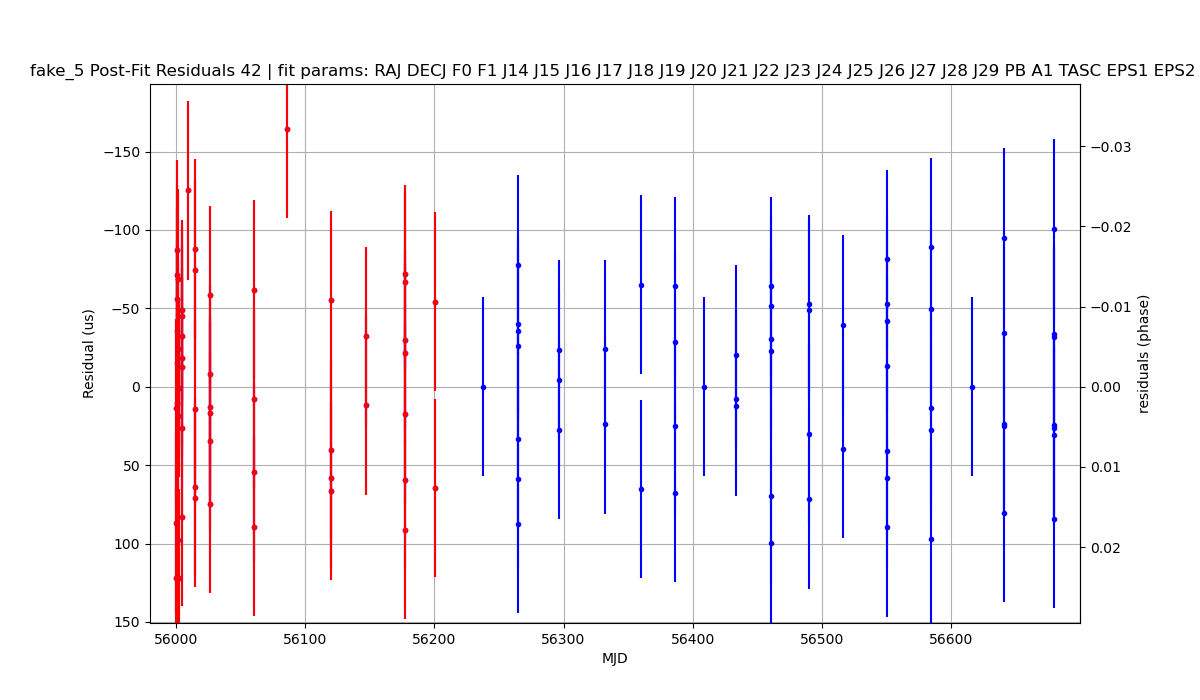 fake_5 Post-Fit Residuals 42 | fit params: RAJ DECJ F0 F1 J14 J15 J16 J17 J18 J19 J20 J21 J22 J23 J24 J25 J26 J27 J28 J29 PB A1 TASC EPS1 EPS2
−150
−100
−50
0
50
100
150
Residual (us)
−0.03
−0.02
−0.01
0.00
0.01
0.02
residuals (phase)
56000 56100 56200 56300 56400 56500 56600
MJD